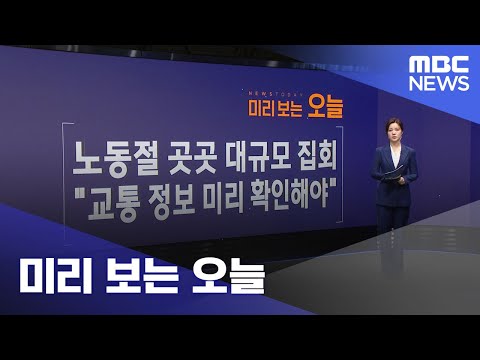 MBC
NEWS
NEWSTODAY
미리 보는 오늘
노동절 곳곳 대규모 집회
"교통 정보 미리 확인해야"
미리 보는 오늘